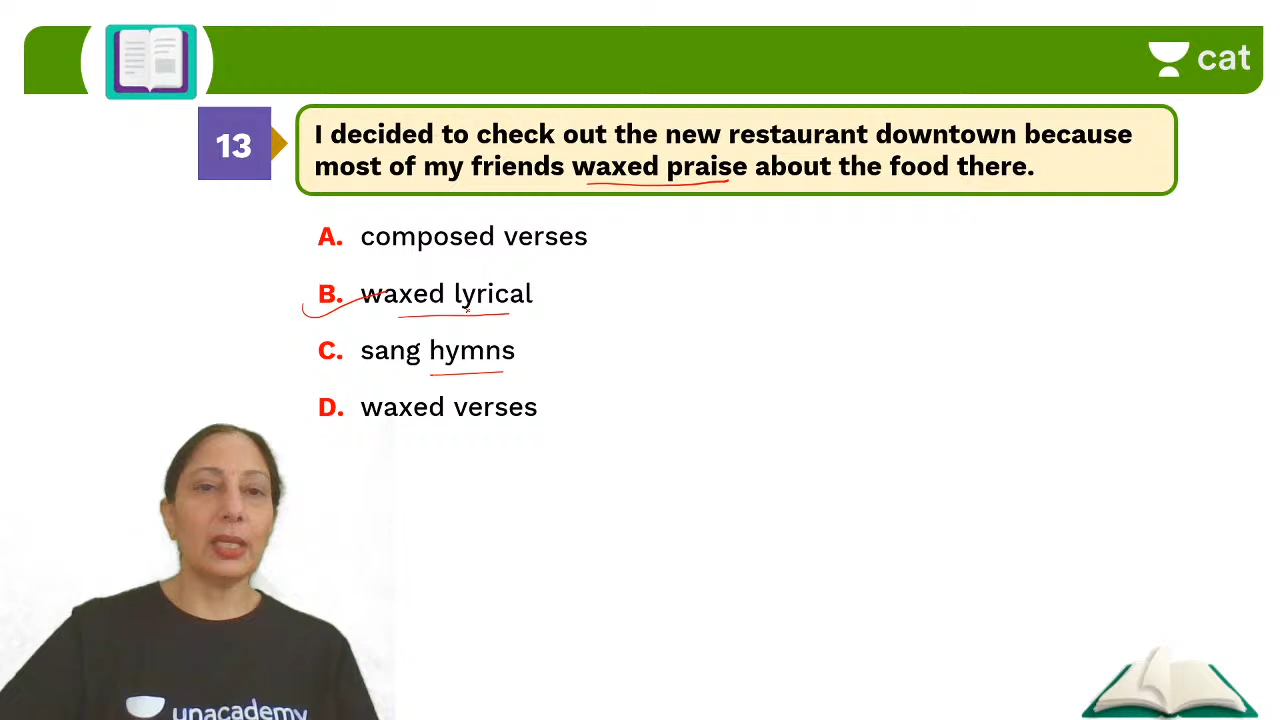 cat
13
I decided to check out the new restaurant downtown because
most of my friends waxed praise about the food there.
A. composed verses
B. waxed lyrical
C. sang hymns
D. waxed verses
unacademy